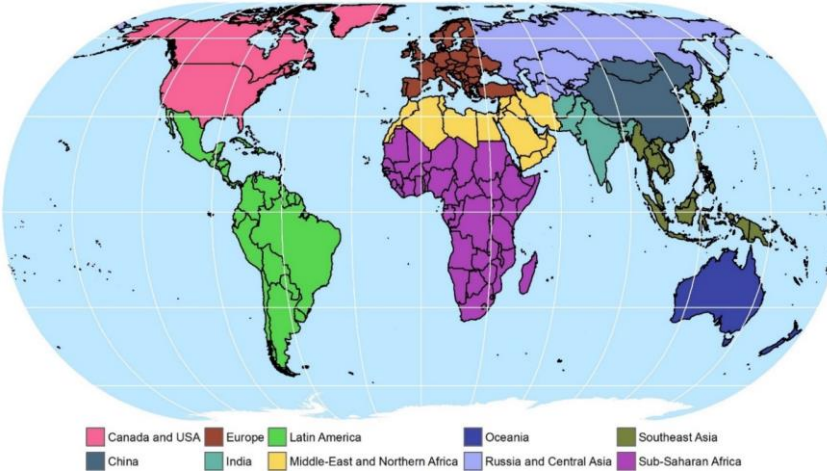 Canada and USA Europe Latin America Oceania Southeast Asia
China India Middle-East and Northern Africa Russia and Central Asia Sub-Saharan Africa